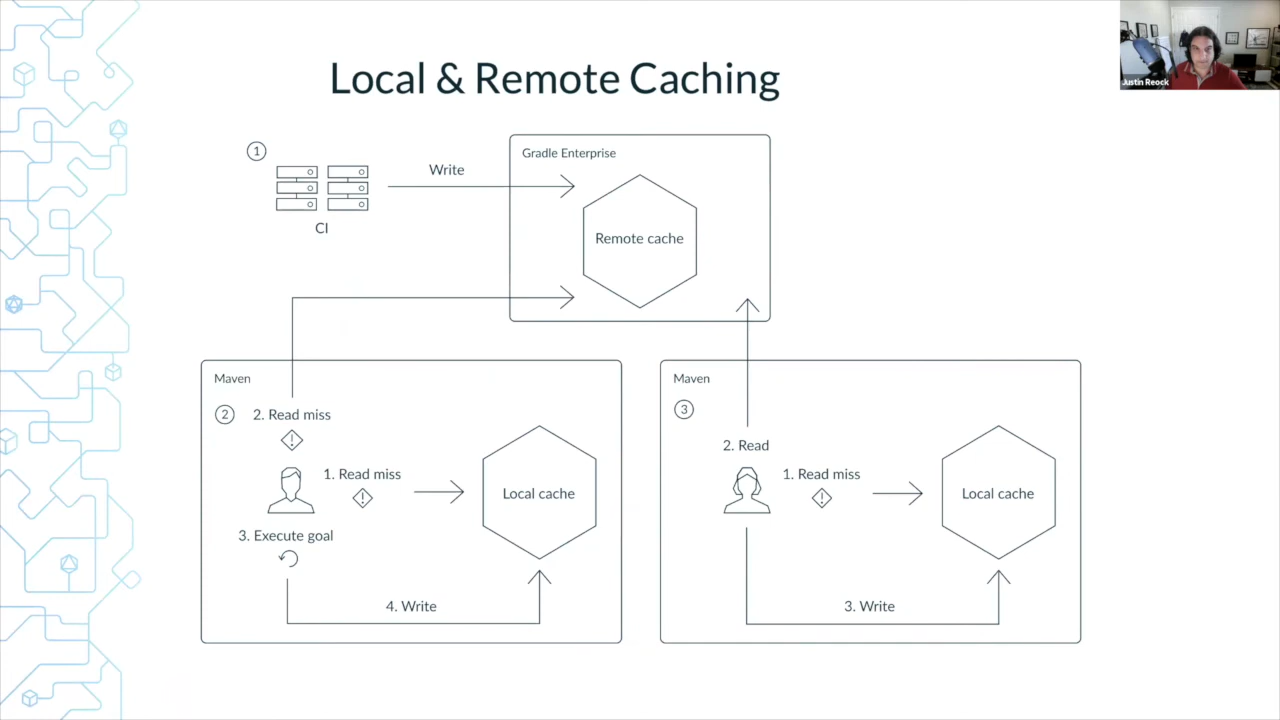 Local & Remote Caching
Justin Reock
1
Write
CI
Gradle Enterprise
Remote cache
Maven
2
2. Read miss
1. Read miss
Local cache
3. Execute goal
4. Write
Maven
3
2. Read
1. Read miss
Local cache
3. Write